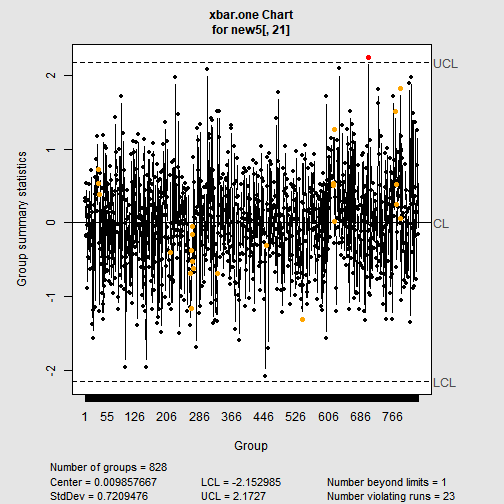 xbar.one Chart
for new5[, 21]
UCL
CL
LCL
Group summary statistics
2
1
0
-1
-2
1 55 126 206 286 366 446 526 606 686 766
Group
Number of groups = 828
Center = 0.009857667 LCL = -2.152985 Number beyond limits = 1
StdDev = 0.7209476 UCL = 2.1727 Number violating runs = 23